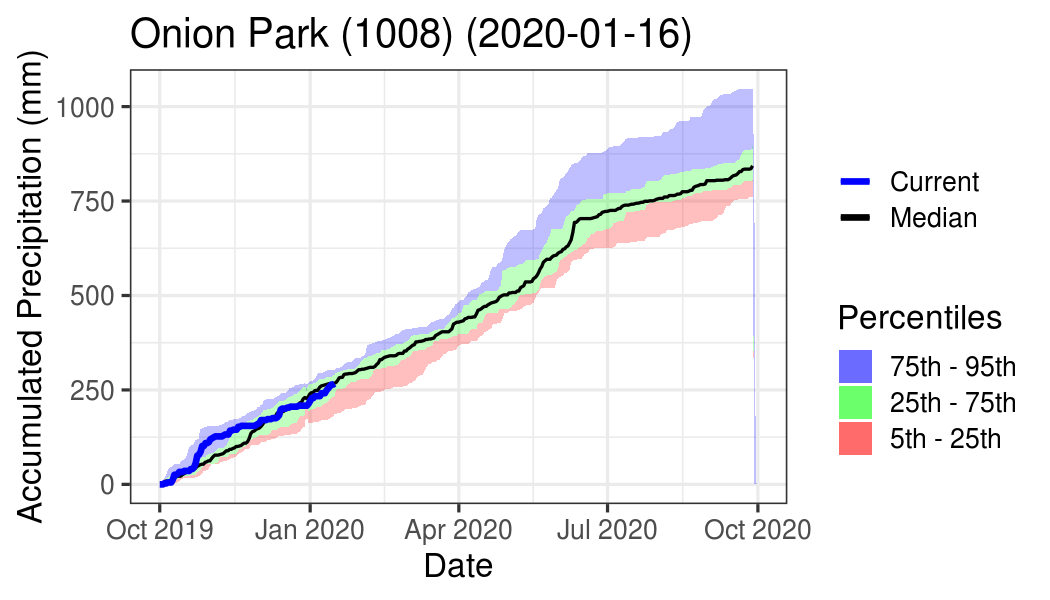 Onion Park (1008) (2020-01-16)
Accumulated Precipitation (mm)
1000
750
500
250
0
Oct 2019
Jan 2020
Apr 2020
Jul 2020
Oct 2020
Date
Current
Median
Percentiles
75th - 95th
25th - 75th
5th - 25th